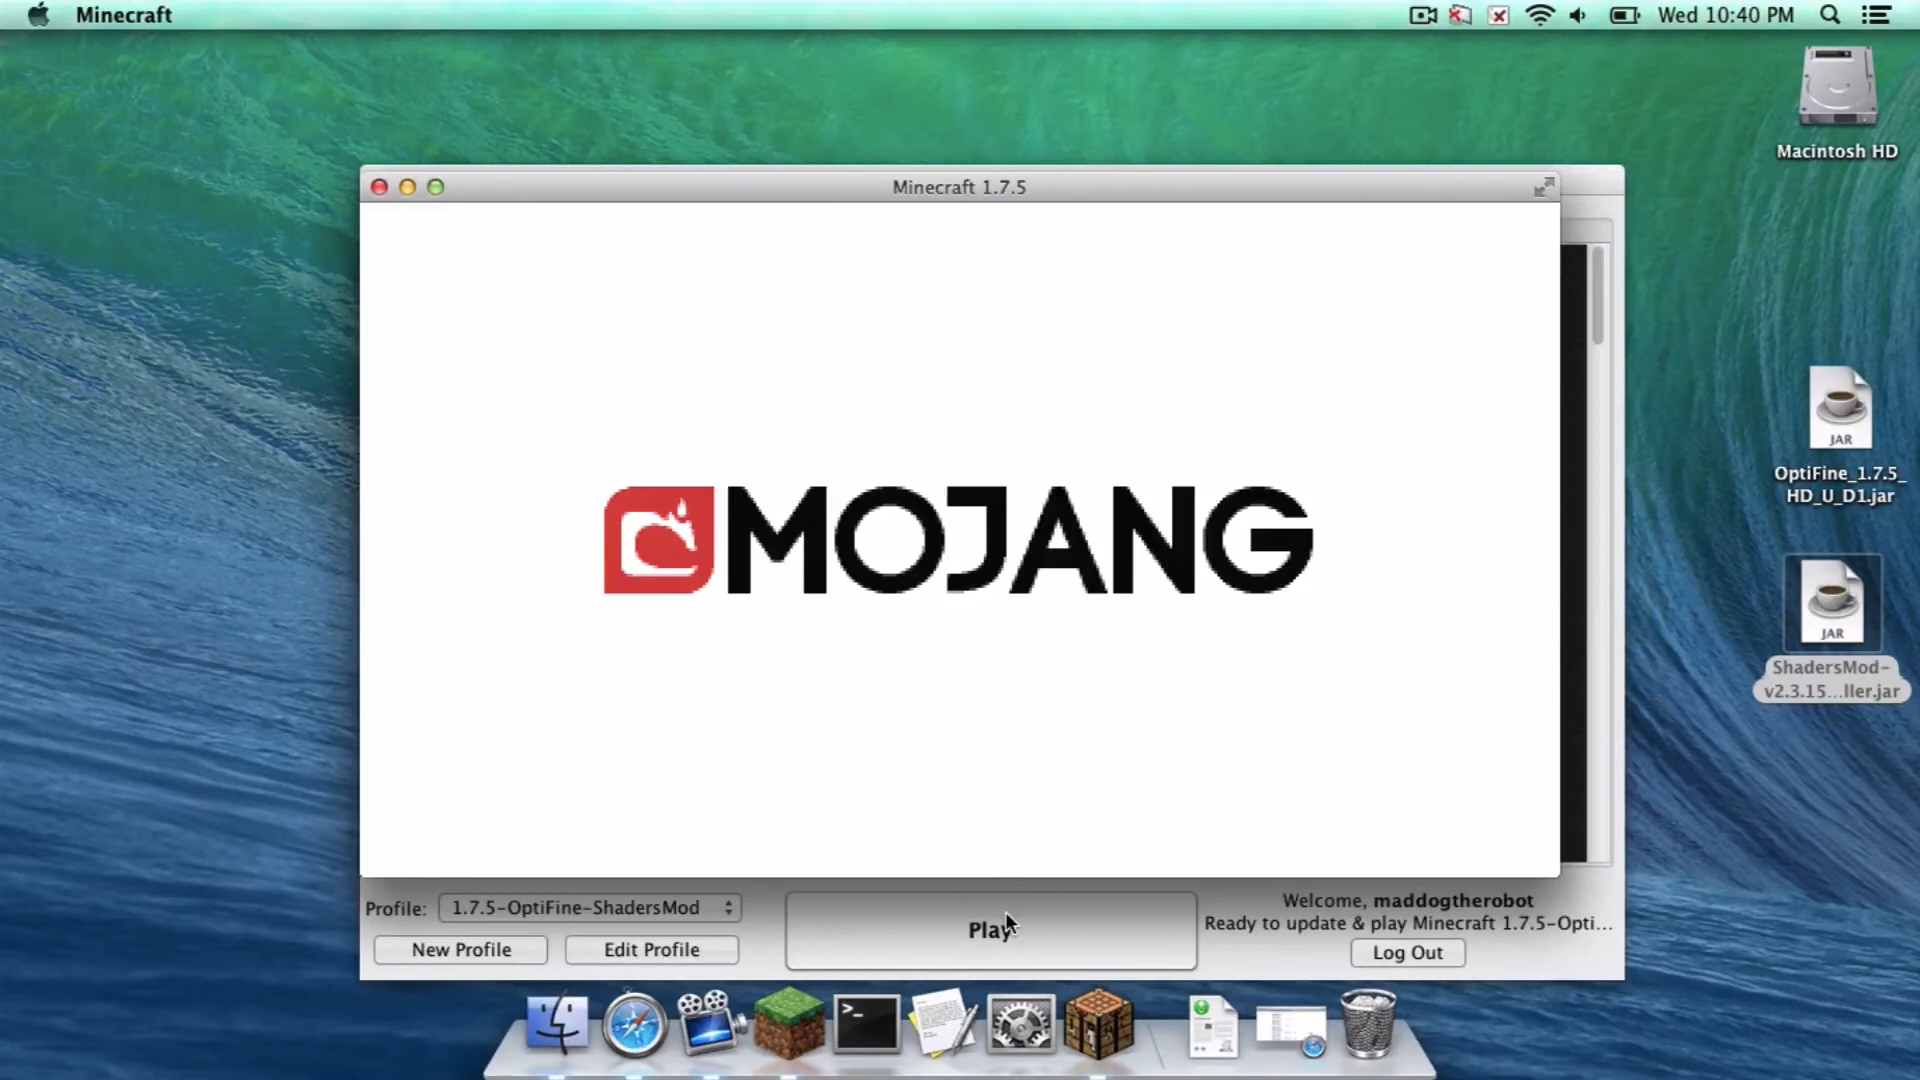 Minecraft
Wed 10:40 PM
Macintosh HD
Minecraft 1.7.5
MOJANG
JAR
OptiFine_1.7.5_
HD_U_D1.jar
JAR
ShadersMod-
v2.3.15...ller.jar
Profile: 1.7.5-OptiFine-ShadersMod
New Profile
Edit Profile
Play
Welcome, maddogtherobot
Ready to update & play Minecraft 1.7.5-Opti...
Log Out